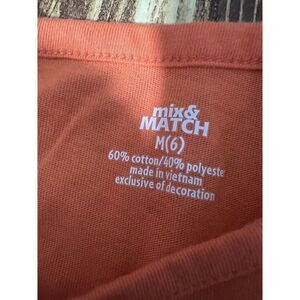 mix&
MATCH
M(6)
60% cotton/40% polyeste
made in vietnam
exclusive of decoration